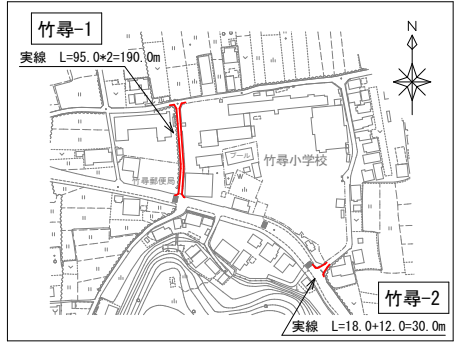 竹尋-1
実線　L=95.0*2=190.0m
N
プール
竹尋小学校
尋郵便局
竹尋-2
実線　L=18.0+12.0=30.0m